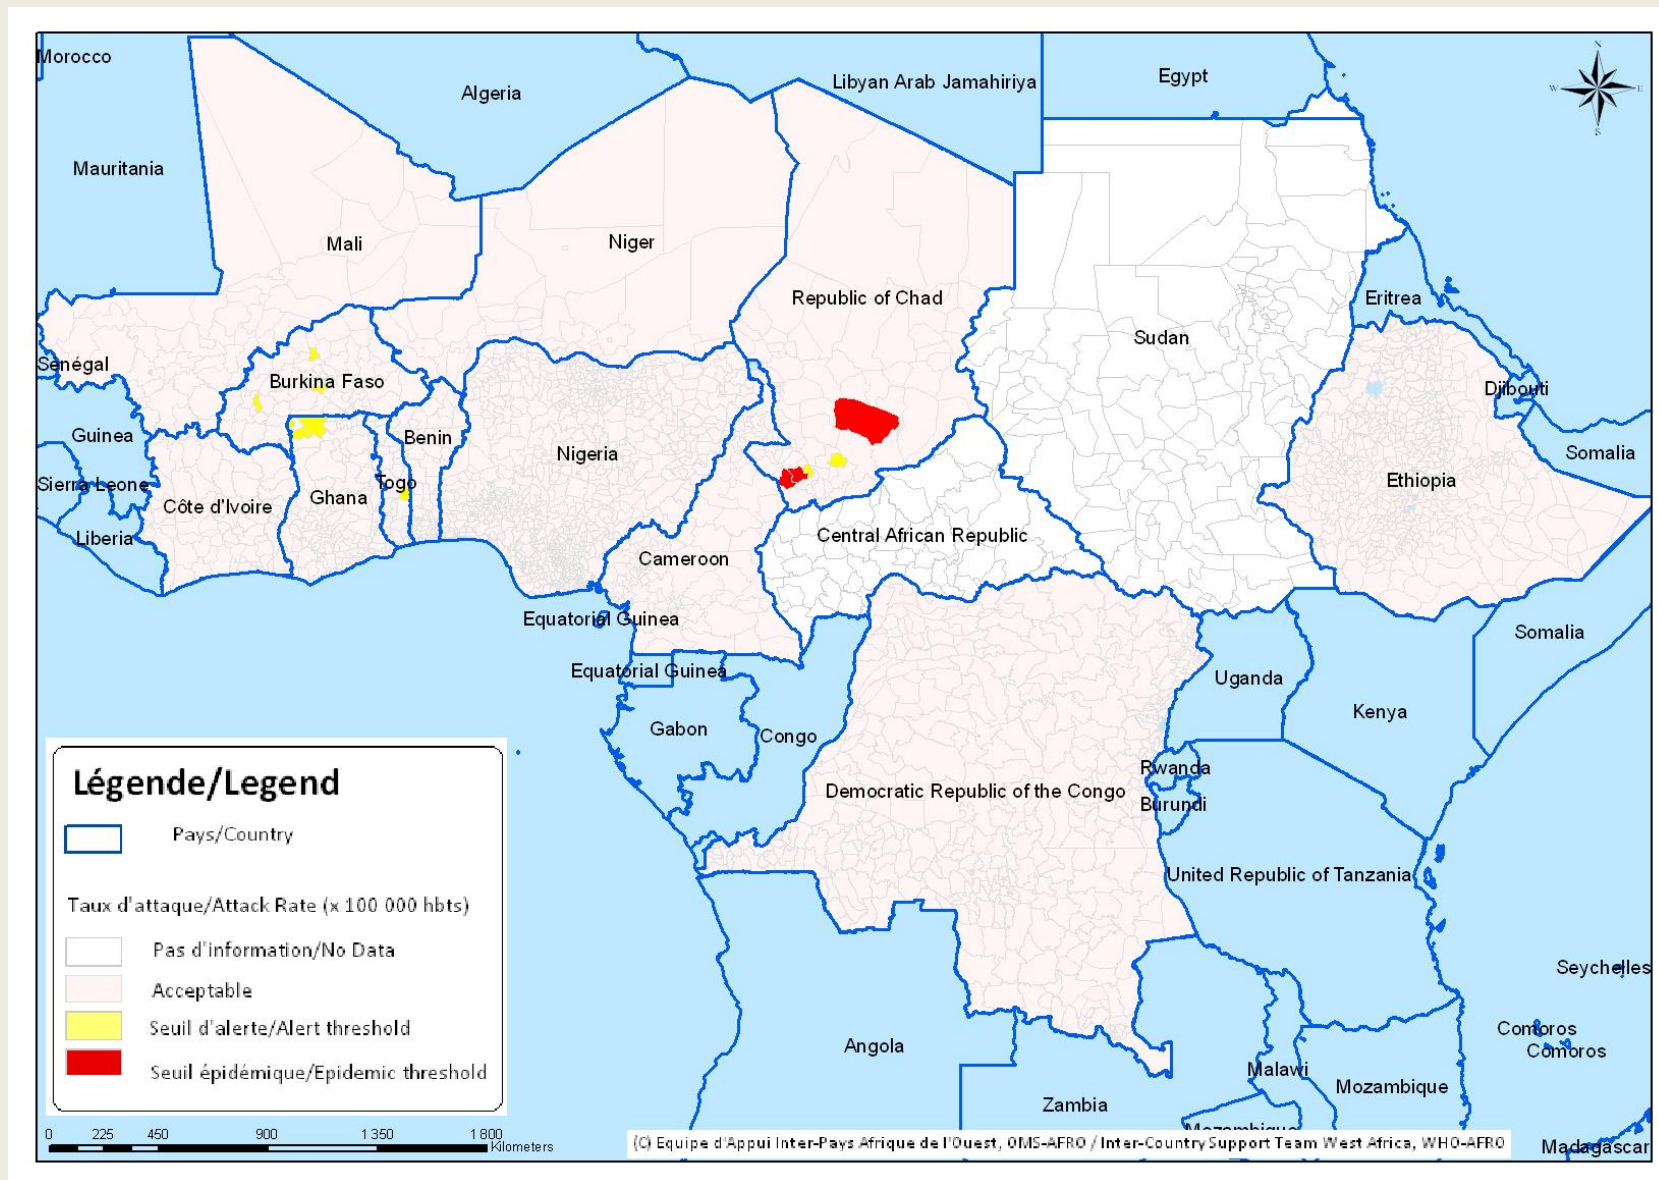 Morocco
Algeria
Libyan Arab Jamahiriya
Egypt
N
W
E
S
Mauritania
Mali
Niger
Republic of Chad
Sudan
Eritrea
Sénégal
Burkina Faso
Djibouti
Guinea
Benin
Nigeria
Somalia
Sierra Leone
Togo
Ethiopia
Côte d'Ivoire
Ghana
Liberia
Central African Republic
Cameroon
Equatorial Guinea
Somalia
Equatorial Guinea
Uganda
Gabon
Congo
Kenya
Rwanda
Democratic Republic of the Congo
Burundi
United Republic of Tanzania
Seychelles
Comoros
Comoros
Angola
Malawi
Mozambique
Zambia
Mozambique
Madagascar
Légende/Legend
Pays/Country
Taux d'attaque/Attack Rate (x 100 000 hbts)
Pas d'information/No Data
Acceptable
Seuil d'alerte/Alert threshold
Seuil épidémique/Epidemic threshold
0 225 450 900 1 350 1 800
Kilometers
(C) Equipe d'Appui Inter-Pays Afrique de l'Ouest, OMS-AFRO / Inter-Country Support Team West Africa, WHO-AFRO